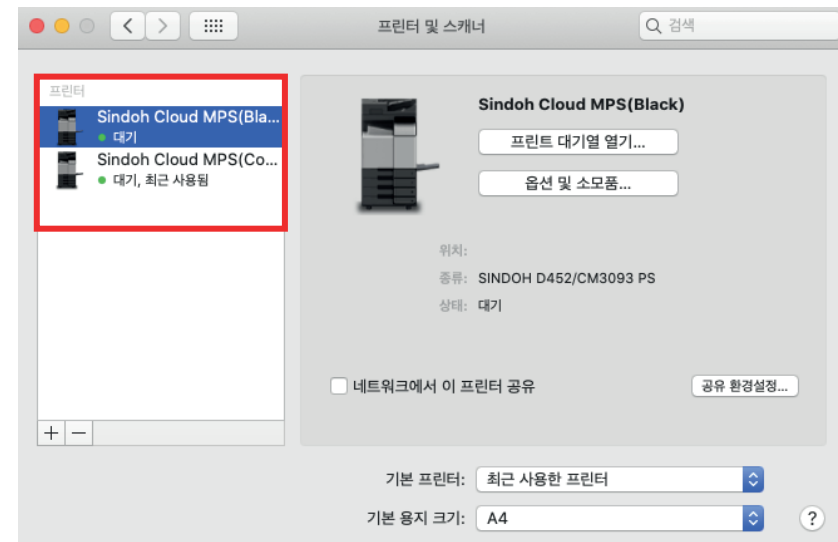 프린터 및 스캐너
검색
프린터
Sindoh Cloud MPS(Bla...
대기
Sindoh Cloud MPS(Co...
대기, 최근 사용됨
Sindoh Cloud MPS(Black)
프린트 대기열 열기...
옵션 및 소모품...
위치:
종류: SINDOH D452/CM3093 PS
상태: 대기
네트워크에서 이 프린터 공유
공유 환경설정...
+ −
기본 프린터: 최근 사용한 프린터
기본 용지 크기: A4
?